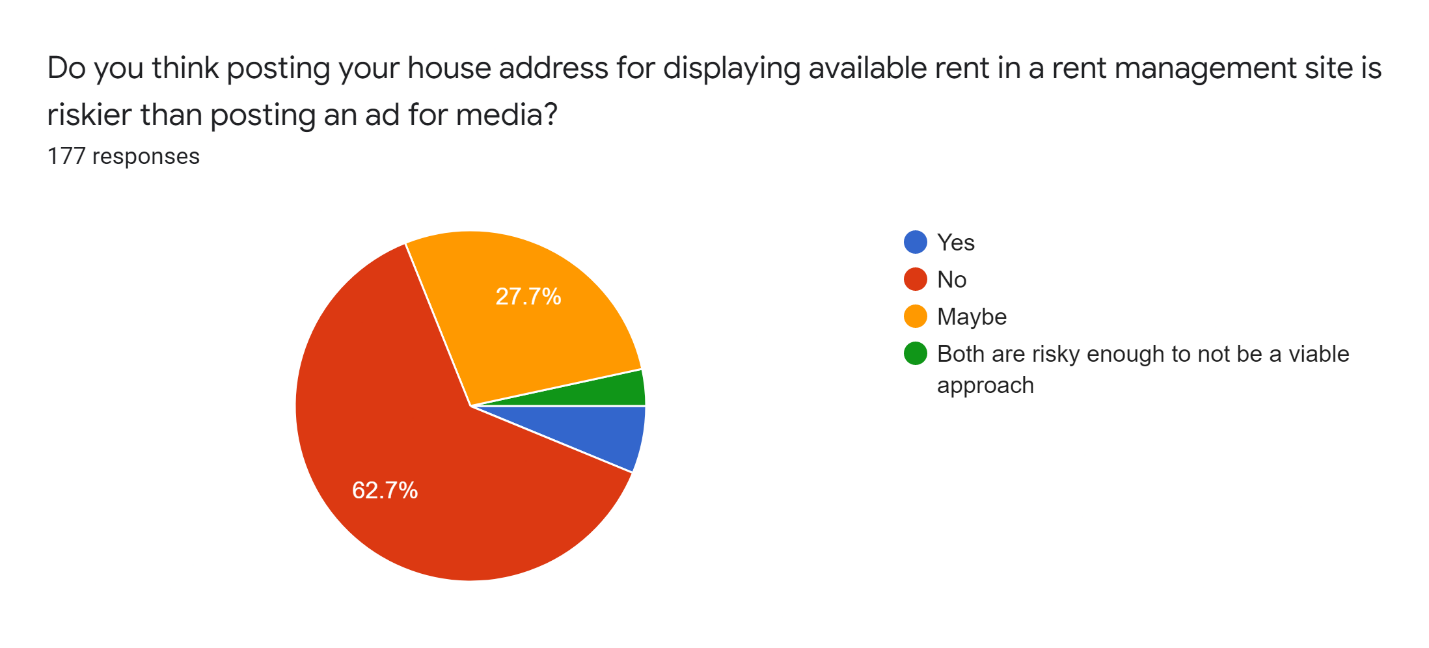 Do you think posting your house address for displaying available rent in a rent management site is
riskier than posting an ad for media?
177 responses
27.7%
62.7%
Yes
No
Maybe
Both are risky enough to not be a viable
approach